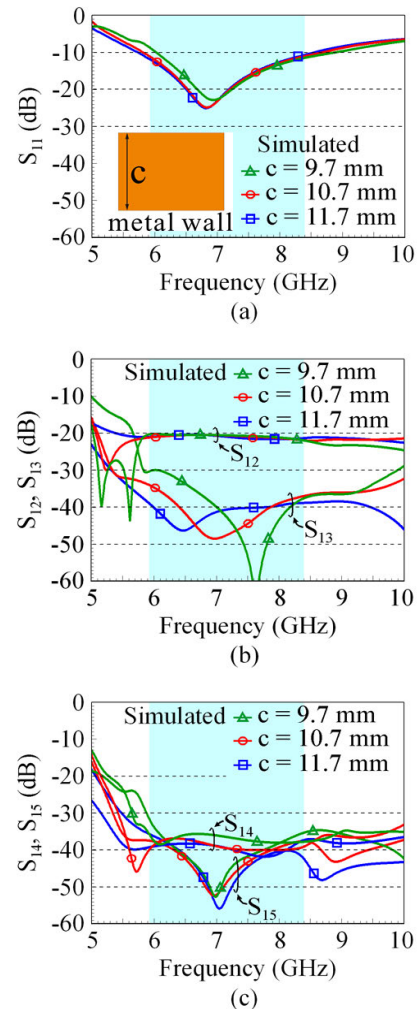 0
-10
-20
-30
-40
-50
-60
S11 (dB)
c
metal wall
Simulated
c = 9.7 mm
c = 10.7 mm
c = 11.7 mm
5 6 7 8 9 10
Frequency (GHz)
(a)
0
-10
-20
-30
-40
-50
-60
S12, S13 (dB)
Simulated
c = 9.7 mm
c = 10.7 mm
c = 11.7 mm
S12
S13
5 6 7 8 9 10
Frequency (GHz)
(b)
0
-10
-20
-30
-40
-50
-60
S14, S15 (dB)
Simulated
c = 9.7 mm
c = 10.7 mm
c = 11.7 mm
S14
S15
5 6 7 8 9 10
Frequency (GHz)
(c)